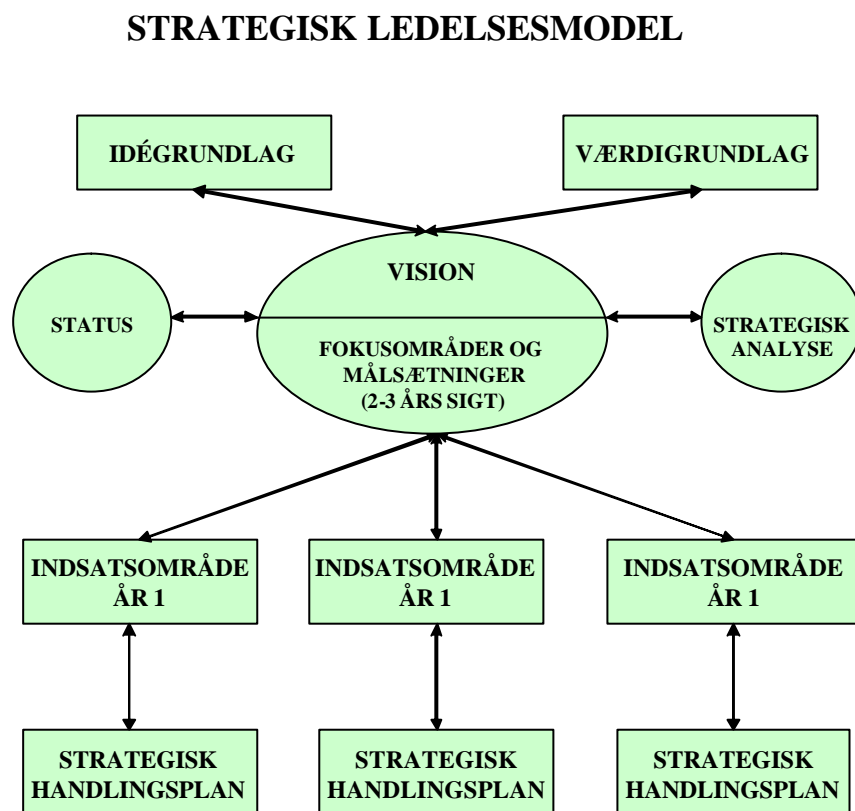 STRATEGISK LEDELSESMODEL
IDÉGRUNDLAG
VÆRDIGRUNDLAG
VISION
STATUS
FOKUSOMRÅDER OG
MÅLSÆTNINGER
(2-3 ÅRS SIGT)
STRATEGISK
ANALYSE
INDSATSOMRÅDE
ÅR 1
INDSATSOMRÅDE
ÅR 1
INDSATSOMRÅDE
ÅR 1
STRATEGISK
HANDLINGSPLAN
STRATEGISK
HANDLINGSPLAN
STRATEGISK
HANDLINGSPLAN